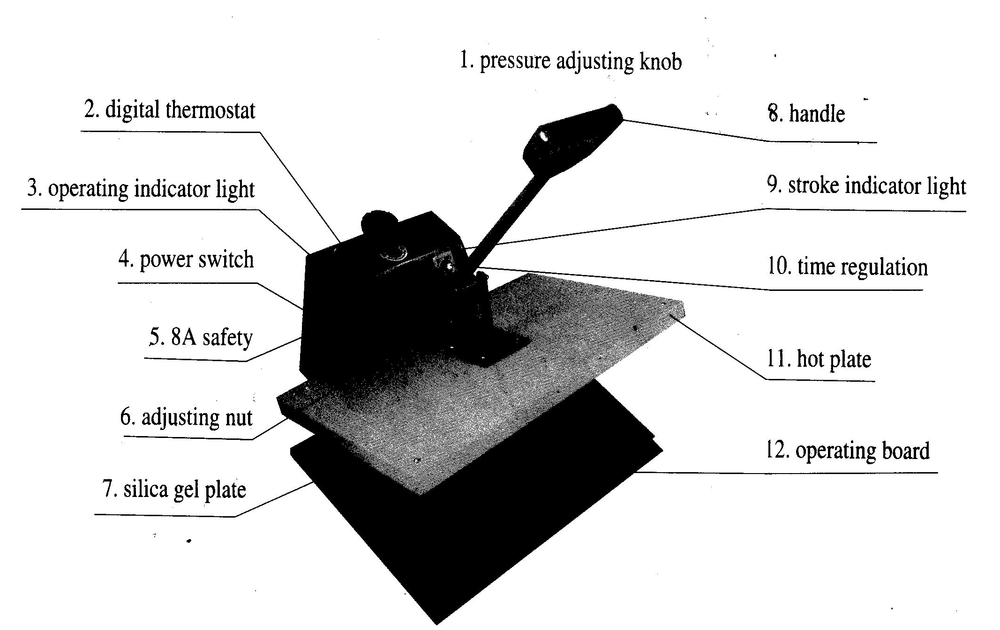 1. pressure adjusting knob
2. digital thermostat
3. operating indicator light
4. power switch
5. 8A safety
6. adjusting nut
7. silica gel plate
8. handle
9. stroke indicator light
10. time regulation
11. hot plate
12. operating board